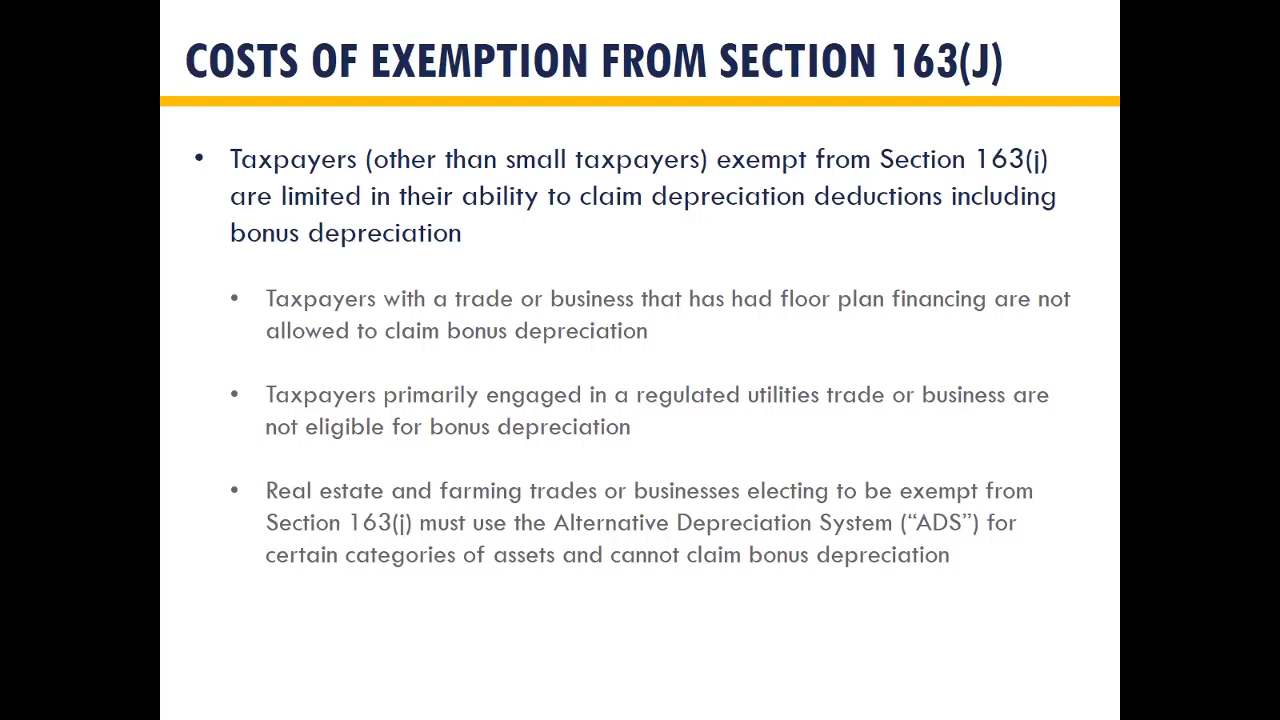 COSTS OF EXEMPTION FROM SECTION 163(J)
• Taxpayers (other than small taxpayers) exempt from Section 163(j)
are limited in their ability to claim depreciation deductions including
bonus depreciation
• Taxpayers with a trade or business that has had floor plan financing are not
allowed to claim bonus depreciation
• Taxpayers primarily engaged in a regulated utilities trade or business are
not eligible for bonus depreciation
• Real estate and farming trades or businesses electing to be exempt from
Section 163(j) must use the Alternative Depreciation System (“ADS”) for
certain categories of assets and cannot claim bonus depreciation